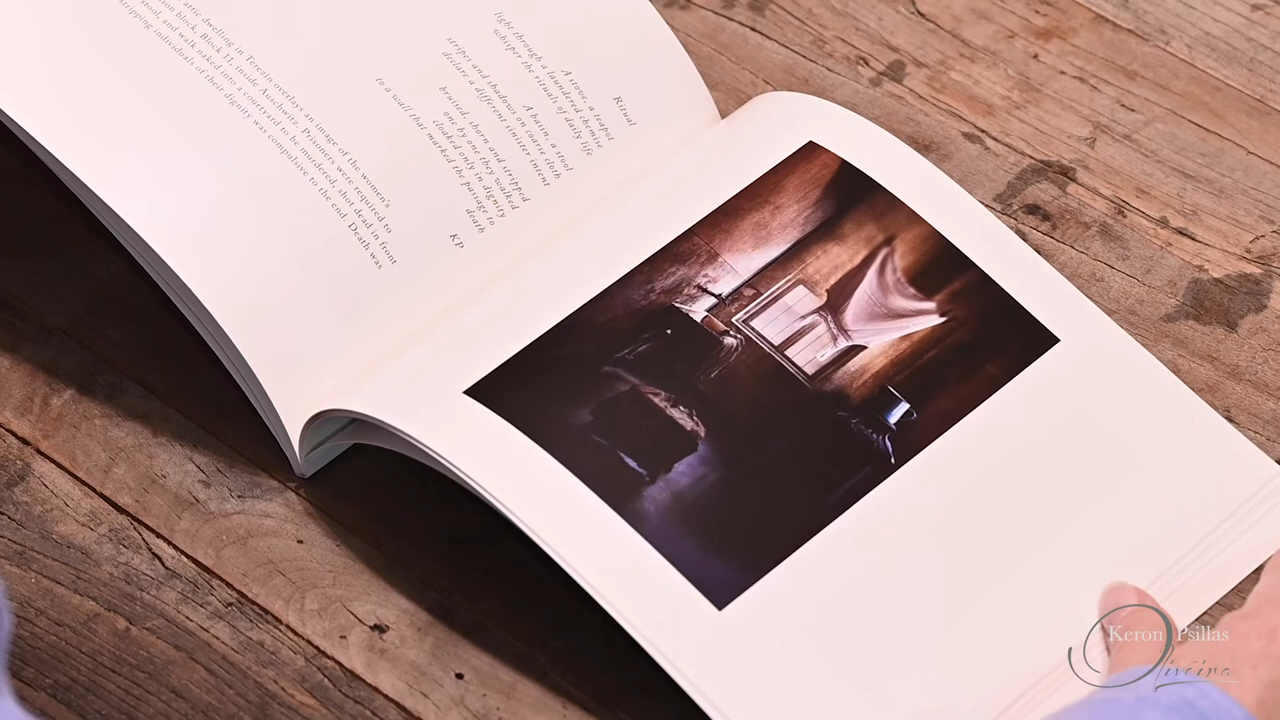 Ritual
A stove, a teapot
light through a laundered chemise
whisper the rituals of daily life
A basin, a stool
stripes and shadows on coarse cloth
declare a different sinister intent
bruised, shorn and stripped
one by one they walked
cloaked only in dignity
to a wall that marked the passage to
death
KP
attic dwelling in Terezin overlays an image of the women's
block, Block 11, inside Auschwitz. Prisoners were required to
stool, and walk naked into a courtyard to be murdered, shot dead in front
stripping individuals of their dignity was compulsive to the end. Death was
Keron Psillas
Oliveira